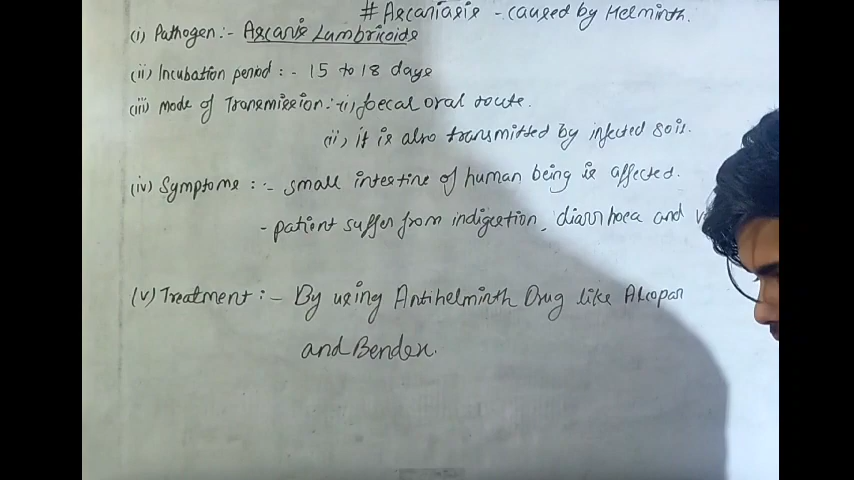 # Ascariasis - caused by Helminth.
(i) Pathogen:- Ascaris Lumbricoids
(ii) Incubation period :- 15 to 18 days
(iii) mode of Transmission:-(i) foecal oral route.
(ii) it is also transmitted by infected soil.
(iv) Symptoms :- small intestine of human being is affected.
- patient suffer from indigestion, diarrhoea and
(v) Treatment :- By using Antihelminth Drug like Alcopar
and Bendex.